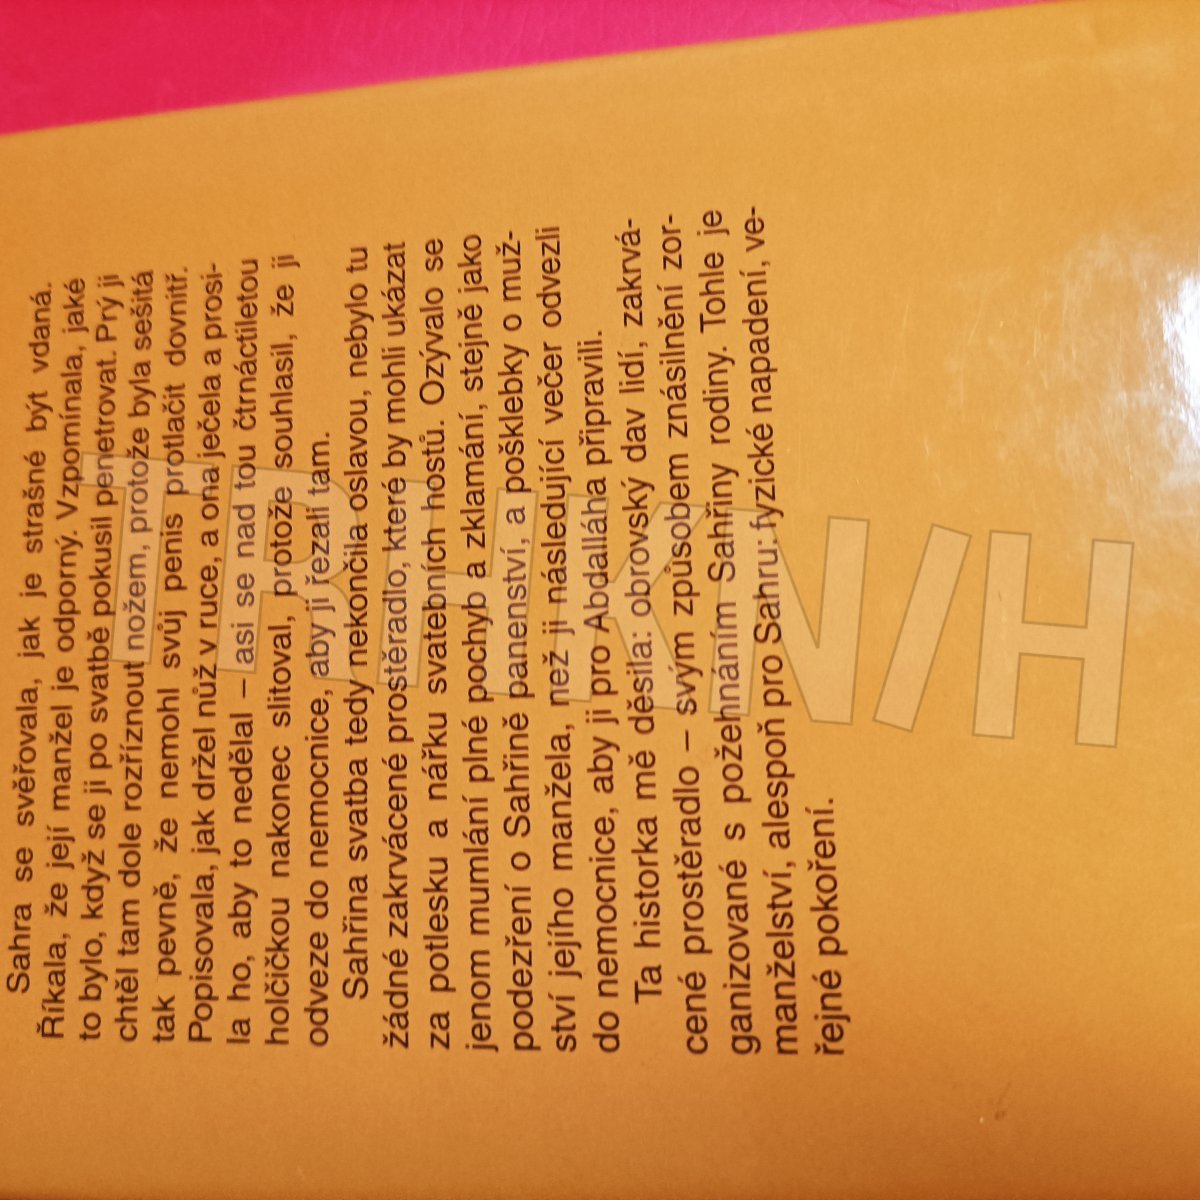 Sahra se svěřovala, jak je strašné být vdaná.
Říkala, že její manžel je odporný. Vzpomínala, jaké
to bylo, když se ji po svatbě pokusil penetrovat. Prý ji
chtěl tam dole rozříznout nožem, protože byla sešitá
tak pevně, že nemohl svůj penis protlačit dovnitř.
Popisovala, jak držel nůž v ruce, a ona ječela a prosi-
la ho, aby to nedělal – asi se nad tou čtrnáctiletou
holčičkou nakonec slitoval, protože souhlasil, že ji
odveze do nemocnice, aby ji řezali tam.
Sahřina svatba tedy nekončila oslavou, nebylo tu
žádné zakrvácené prostěradlo, které by mohli ukázat
za potlesku a nářku svatebních hostů. Ozývalo se
jenom mumlání plné pochyb a zklamání, stejně jako
podezření o Sahřině panenství, a pošklebky o muž-
ství jejího manžela, než ji následující večer odvezli
do nemocnice, aby ji pro Abdalláha připravili.
Ta historka mě děsila: obrovský dav lidí, zakrvá-
cené prostěradlo – svým způsobem znásilnění zor-
ganizované s požehnáním Sahřiny rodiny. Tohle je
manželství, alespoň pro Sahru: fyzické napadení, ve-
řejné pokoření.
TRHKN/H